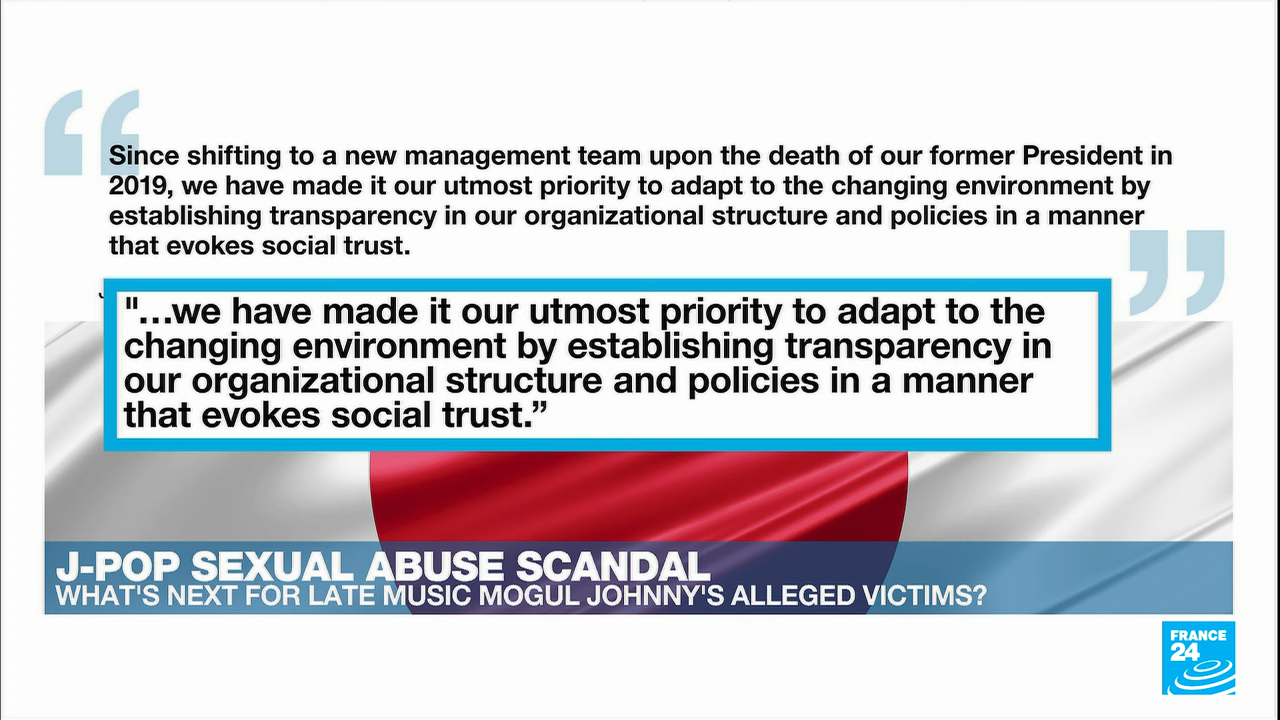 Since shifting to a new management team upon the death of our former President in
2019, we have made it our utmost priority to adapt to the changing environment by
establishing transparency in our organizational structure and policies in a manner
that evokes social trust.
"…we have made it our utmost priority to adapt to the
changing environment by establishing transparency in
our organizational structure and policies in a manner
that evokes social trust.”
J-POP SEXUAL ABUSE SCANDAL
WHAT'S NEXT FOR LATE MUSIC MOGUL JOHNNY'S ALLEGED VICTIMS?
FRANCE
24